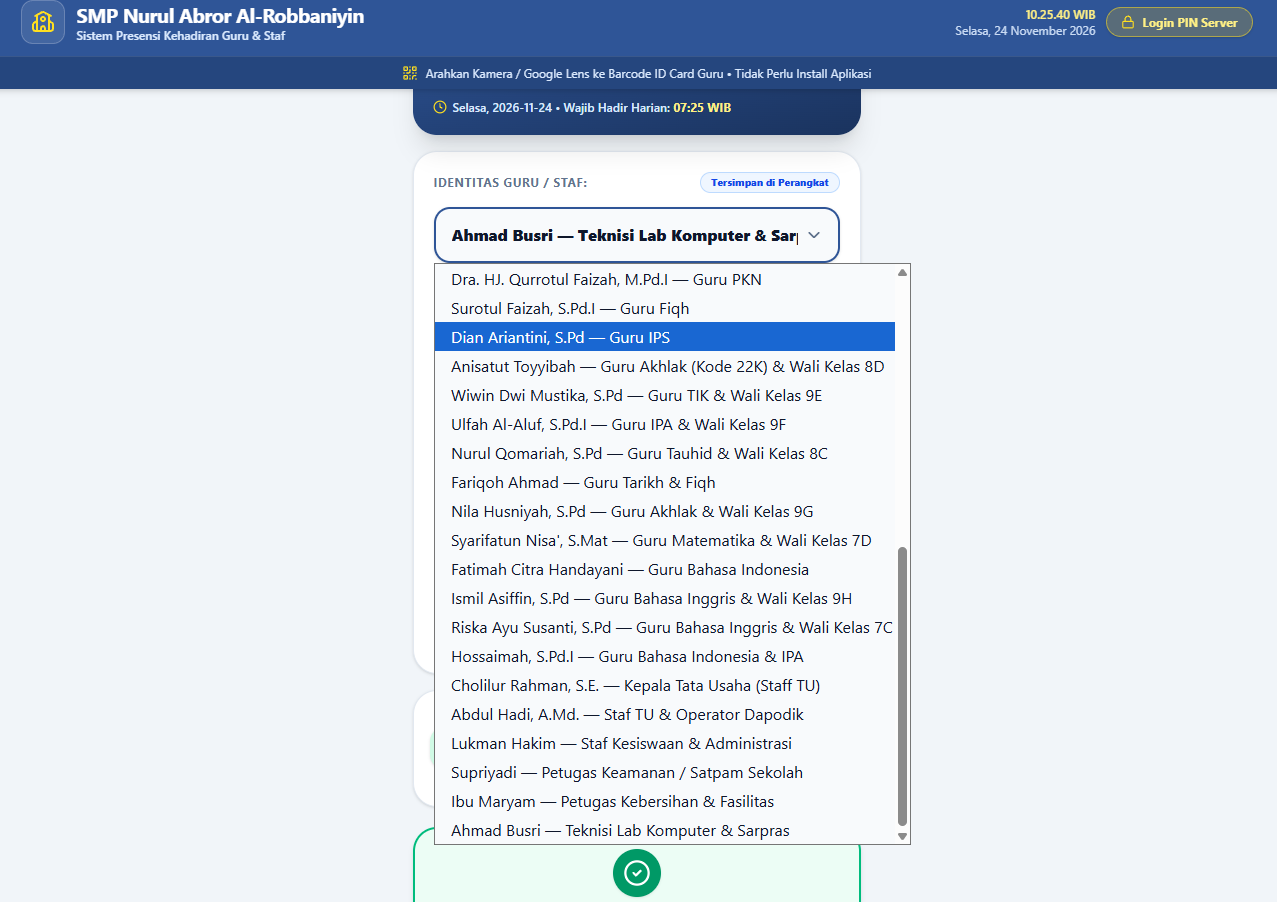 SMP Nurul Abror Al-Robbaniyin
Sistem Presensi Kehadiran Guru & Staf
10.25.40 WIB
Selasa, 24 November 2026
Login PIN Server
Arahkan Kamera / Google Lens ke Barcode ID Card Guru • Tidak Perlu Install Aplikasi
Selasa, 2026-11-24 • Wajib Hadir Harian: 07:25 WIB
IDENTITAS GURU / STAF:
Tersimpan di Perangkat
Ahmad Busri — Teknisi Lab Komputer & Sarp
Dra. HJ. Qurrotul Faizah, M.Pd.I — Guru PKN
Surotul Faizah, S.Pd.I — Guru Fiqh
Dian Ariantini, S.Pd — Guru IPS
Anisatut Toyyibah — Guru Akhlak (Kode 22K) & Wali Kelas 8D
Wiwin Dwi Mustika, S.Pd — Guru TIK & Wali Kelas 9E
Ulfah Al-Aluf, S.Pd.I — Guru IPA & Wali Kelas 9F
Nurul Qomariah, S.Pd — Guru Tauhid & Wali Kelas 8C
Fariqoh Ahmad — Guru Tarikh & Fiqh
Nila Husniyah, S.Pd — Guru Akhlak & Wali Kelas 9G
Syarifatun Nisa', S.Mat — Guru Matematika & Wali Kelas 7D
Fatimah Citra Handayani — Guru Bahasa Indonesia
Ismil Asiffin, S.Pd — Guru Bahasa Inggris & Wali Kelas 9H
Riska Ayu Susanti, S.Pd — Guru Bahasa Inggris & Wali Kelas 7C
Hossaimah, S.Pd.I — Guru Bahasa Indonesia & IPA
Cholilur Rahman, S.E. — Kepala Tata Usaha (Staff TU)
Abdul Hadi, A.Md. — Staf TU & Operator Dapodik
Lukman Hakim — Staf Kesiswaan & Administrasi
Supriyadi — Petugas Keamanan / Satpam Sekolah
Ibu Maryam — Petugas Kebersihan & Fasilitas
Ahmad Busri — Teknisi Lab Komputer & Sarpras